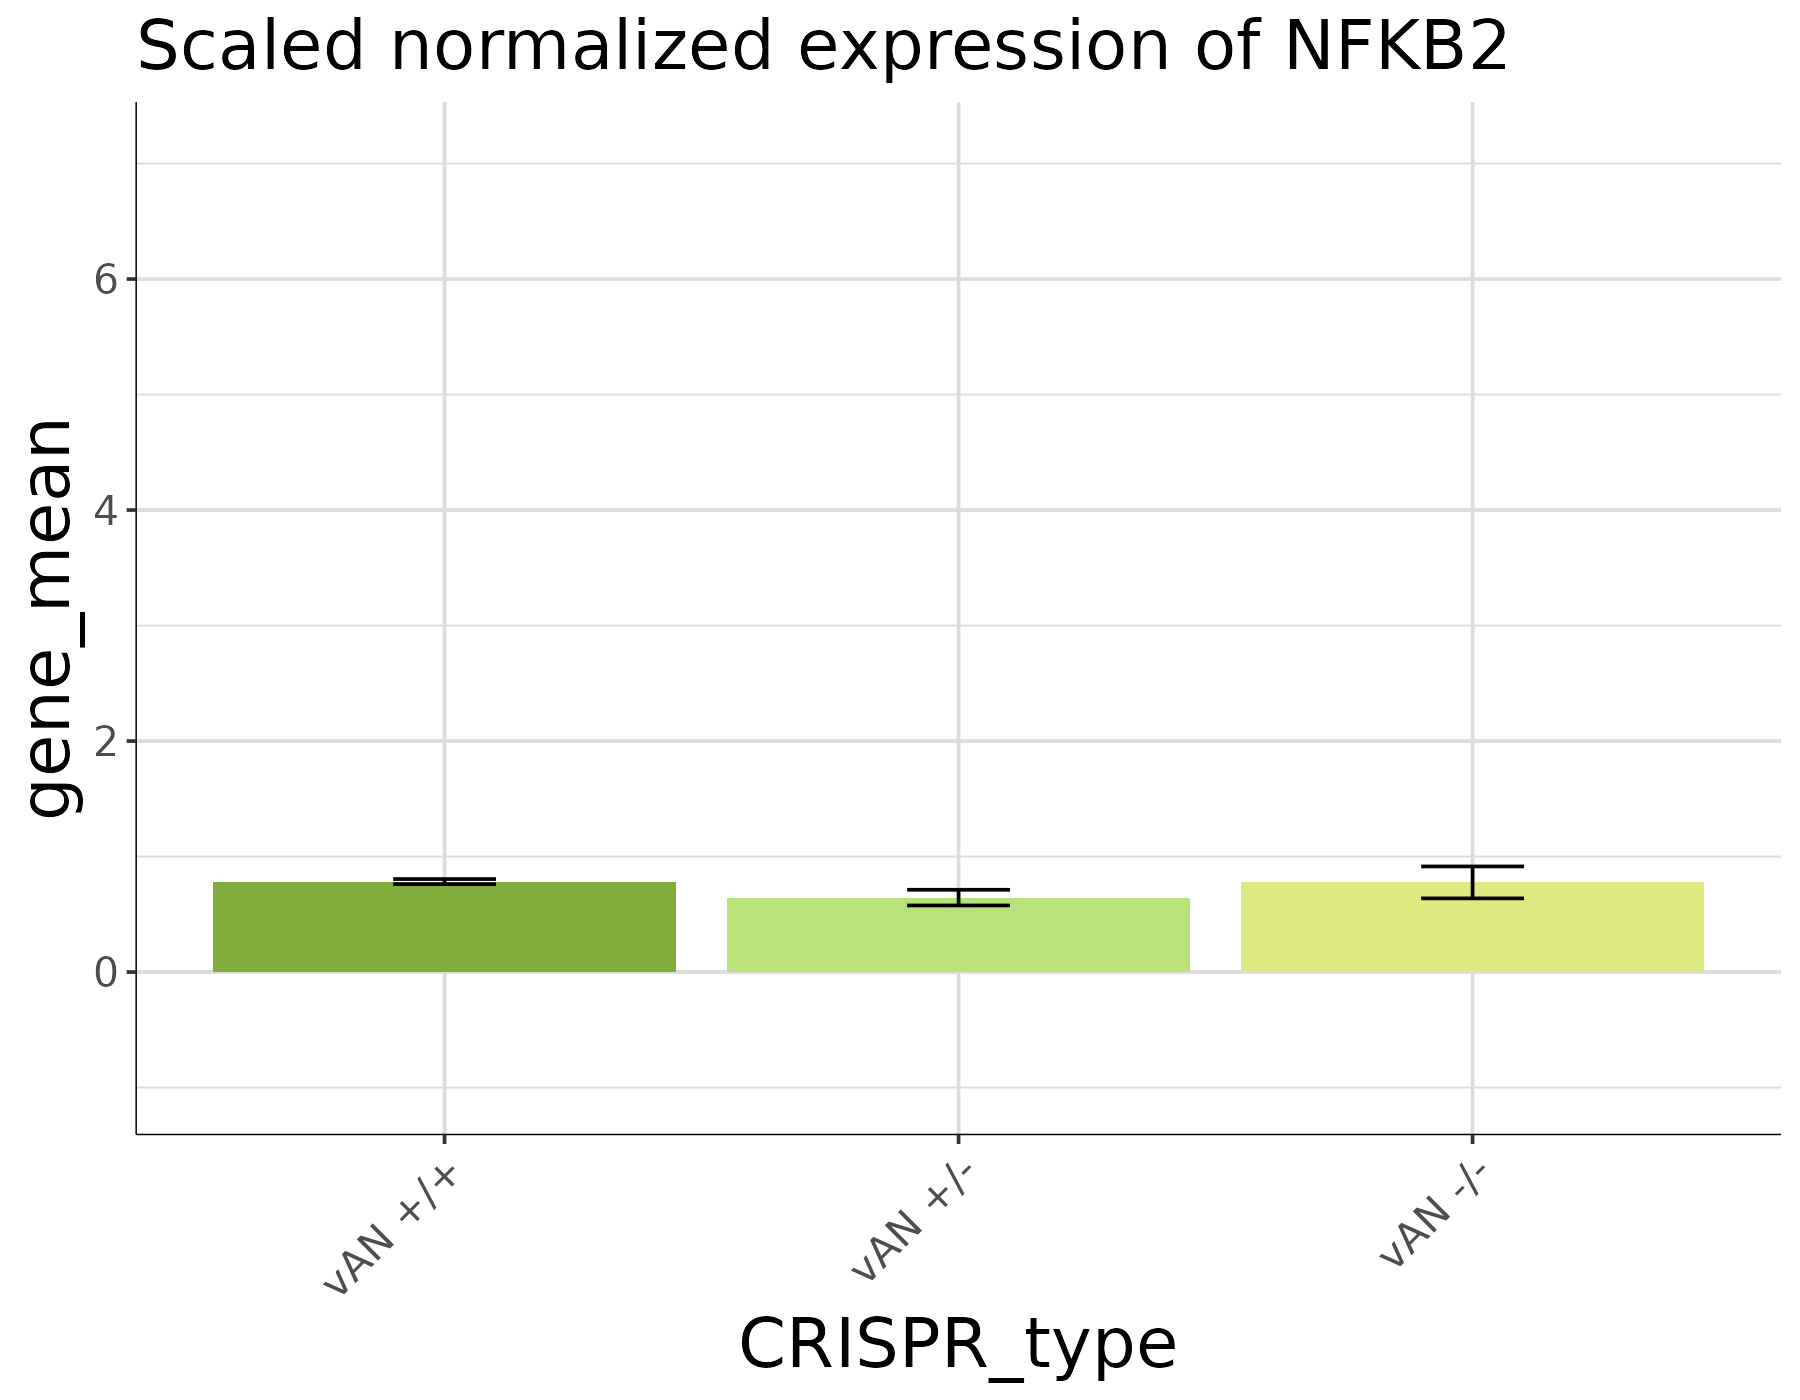 Scaled normalized expression of NFKB2
gene_mean
6
4
2
0
vAN +/+
vAN +/-
vAN -/-
CRISPR_type